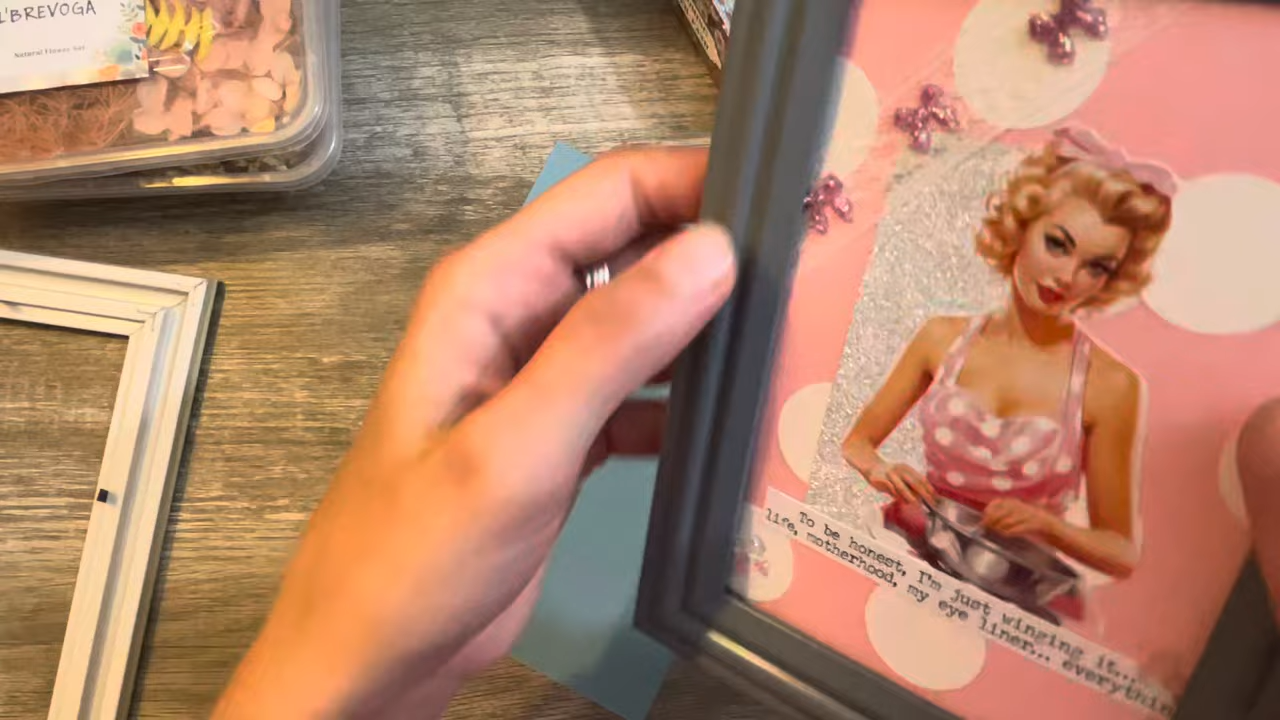 L'BREVOGA
Natural Flower Set
To be honest, I'm just winging it...
life, motherhood, my eye liner... everythin